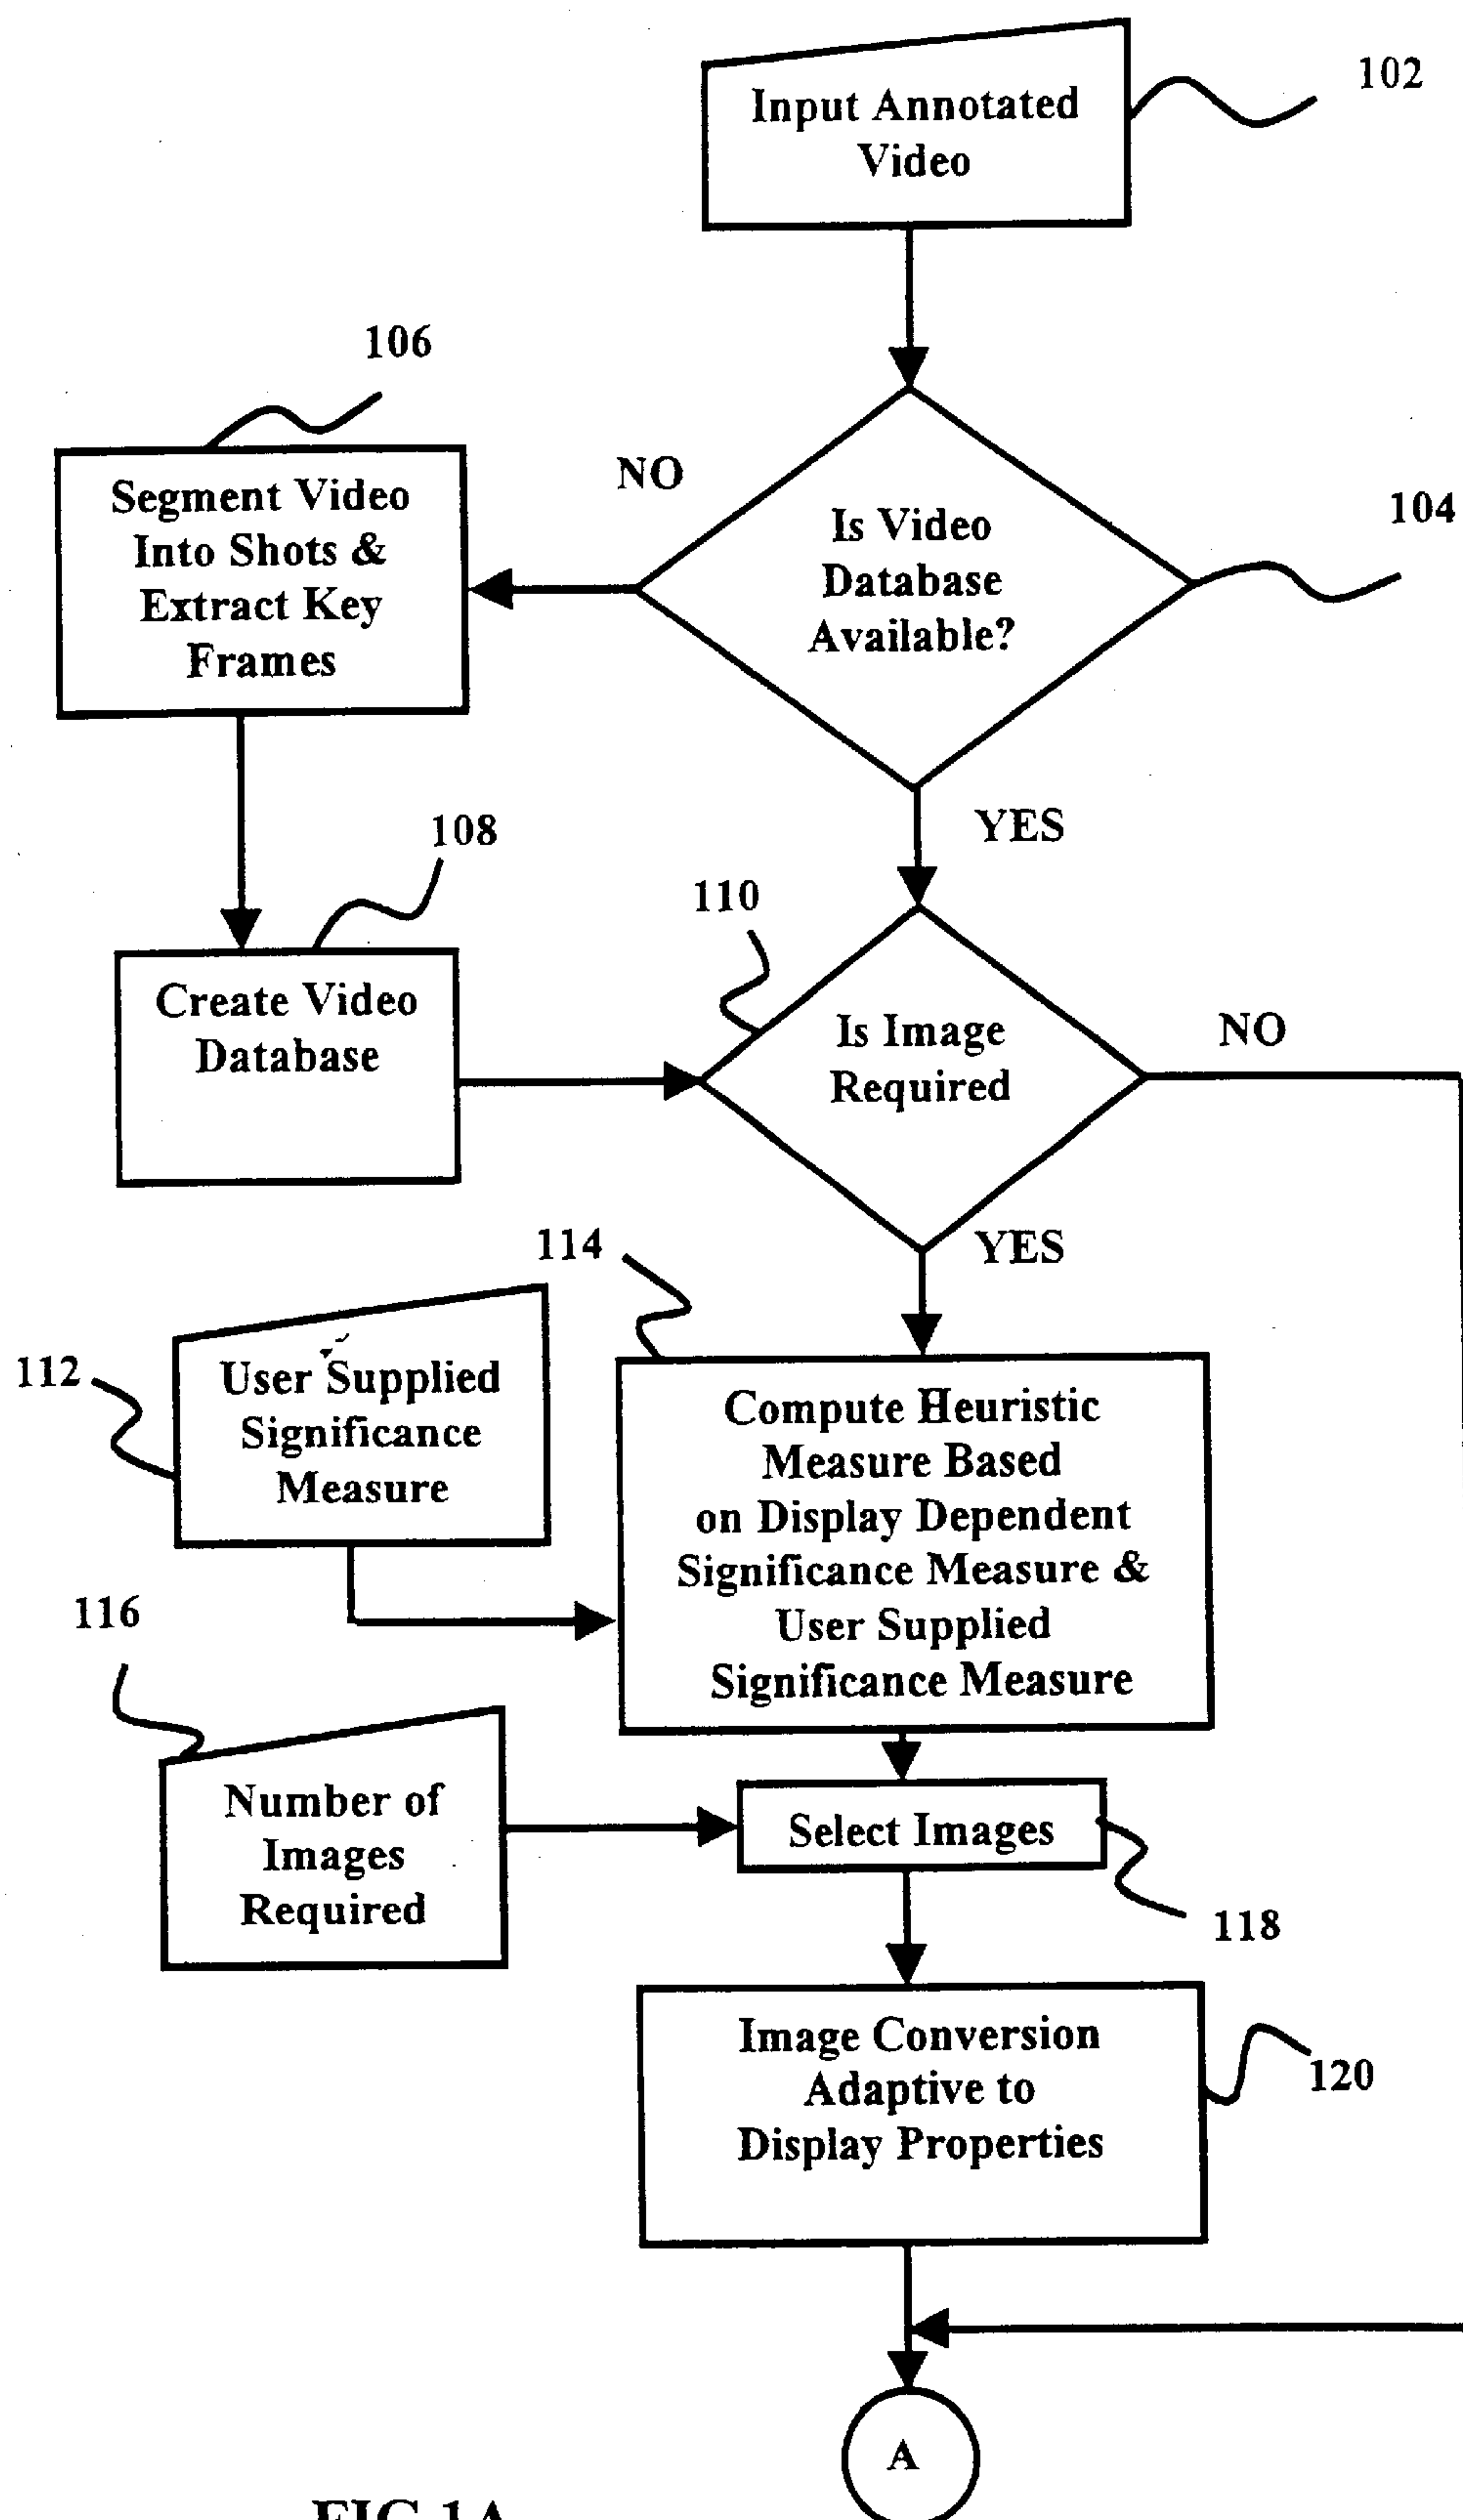 Input Annotated
Video
102
106
NO
Segment Video
Into Shots &
Extract Key
Frames
Is Video
Database
Available?
104
YES
108
110
Create Video
Database
Is Image
Required
NO
114
YES
112
User Supplied
Significance
Measure
Compute Heuristic
Measure Based
on Display Dependent
Significance Measure &
User Supplied
Significance Measure
116
Number of
Images
Required
Select Images
118
Image Conversion
Adaptive to
Display Properties
120
A
FIG 1A